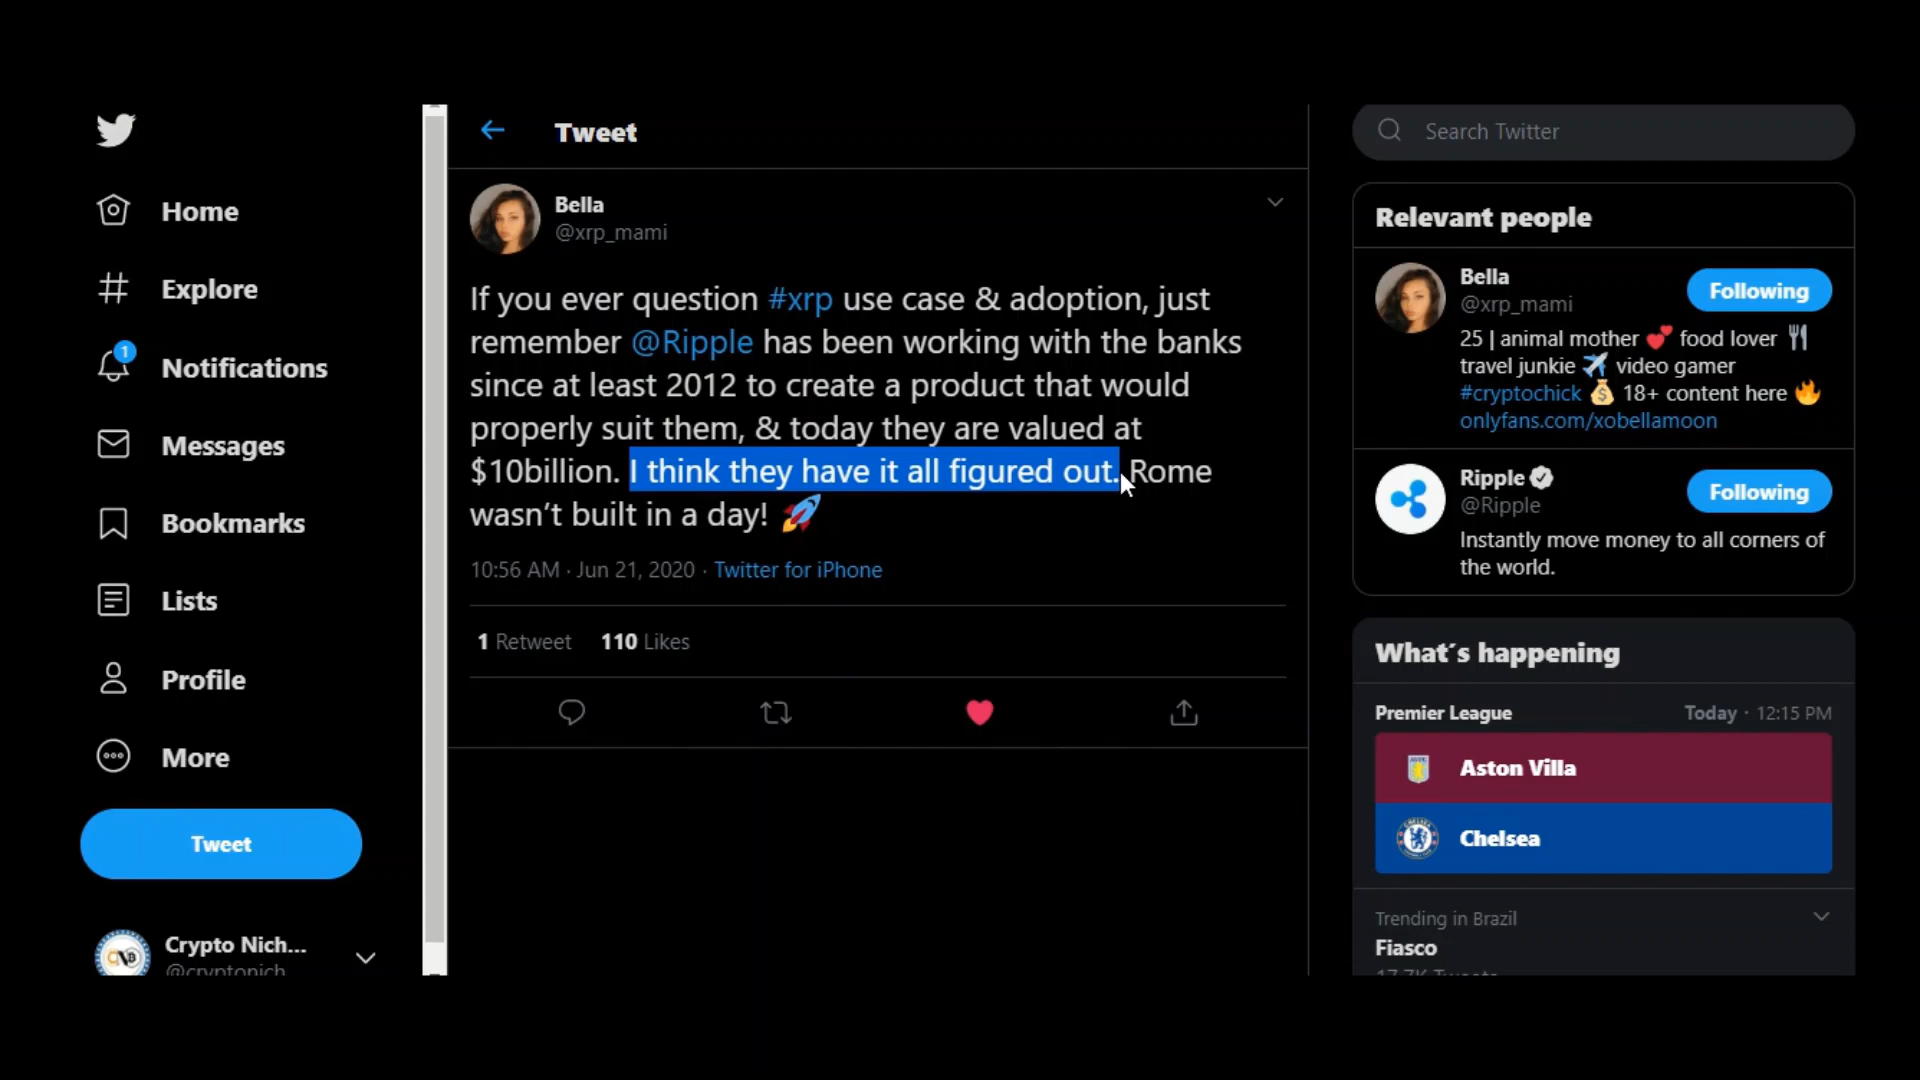 Home
Explore
1
Notifications
Messages
Bookmarks
Lists
Profile
More
Tweet
Crypto Nich...
@cryptonich
Tweet
Bella
@xrp_mami
If you ever question #xrp use case & adoption, just
remember @Ripple has been working with the banks
since at least 2012 to create a product that would
properly suit them, & today they are valued at
$10billion. I think they have it all figured out. Rome
wasn't built in a day! 🚀
10:56 AM · Jun 21, 2020 · Twitter for iPhone
1 Retweet 110 Likes
Search Twitter
Relevant people
Bella
@xrp_mami
Following
25 | animal mother 💕 food lover 🍴
travel junkie ✈️ video gamer
#cryptochick 💰 18+ content here 🔥
onlyfans.com/xobellamoon
Ripple
@Ripple
Following
Instantly move money to all corners of
the world.
What´s happening
Premier League Today · 12:15 PM
Aston Villa
Chelsea
Trending in Brazil
Fiasco
17.7K Tweets